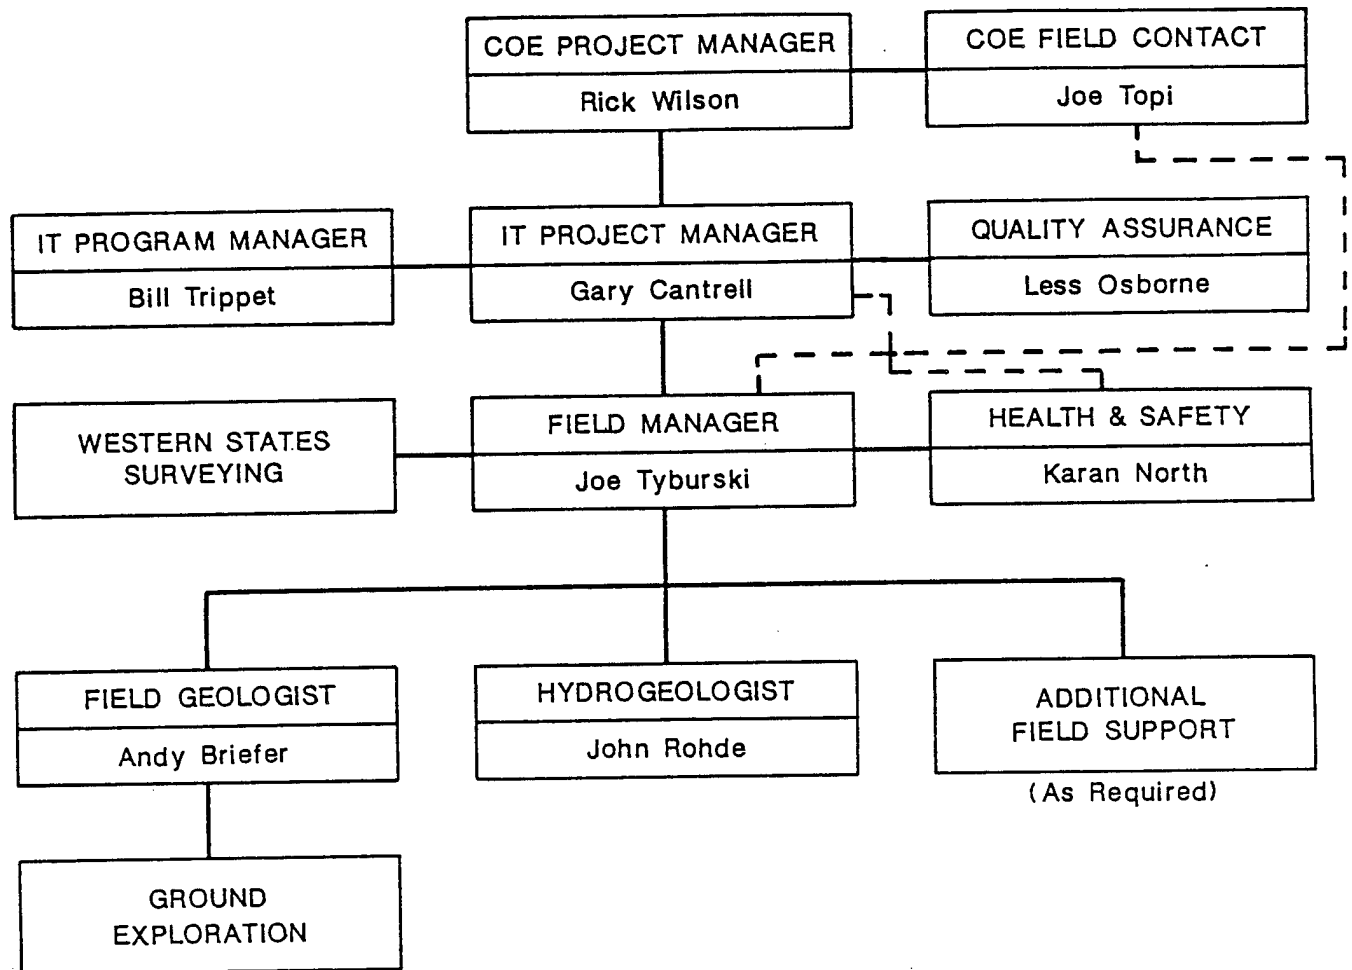 COE PROJECT MANAGER
Rick Wilson
COE FIELD CONTACT
Joe Topi
IT PROGRAM MANAGER
Bill Trippet
IT PROJECT MANAGER
Gary Cantrell
QUALITY ASSURANCE
Less Osborne
WESTERN STATES
SURVEYING
FIELD MANAGER
Joe Tyburski
HEALTH & SAFETY
Karan North
FIELD GEOLOGIST
Andy Briefer
HYDROGEOLOGIST
John Rohde
ADDITIONAL
FIELD SUPPORT
(As Required)
GROUND
EXPLORATION